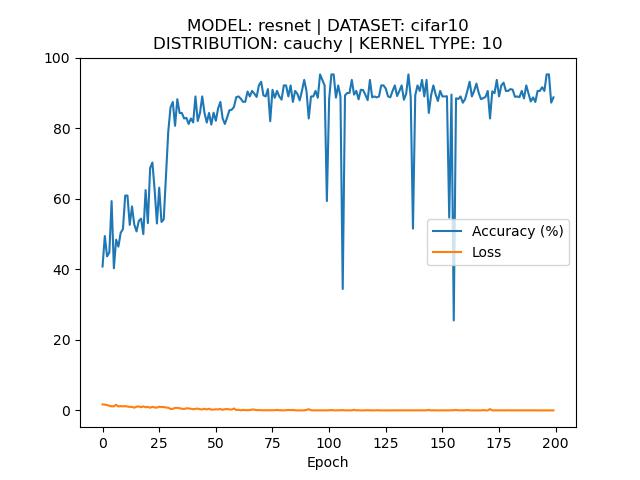 MODEL: resnet | DATASET: cifar10
DISTRIBUTION: cauchy | KERNEL TYPE: 10
100
80
60
40
20
0
Accuracy (%)
Loss
0 25 50 75 100 125 150 175 200
Epoch